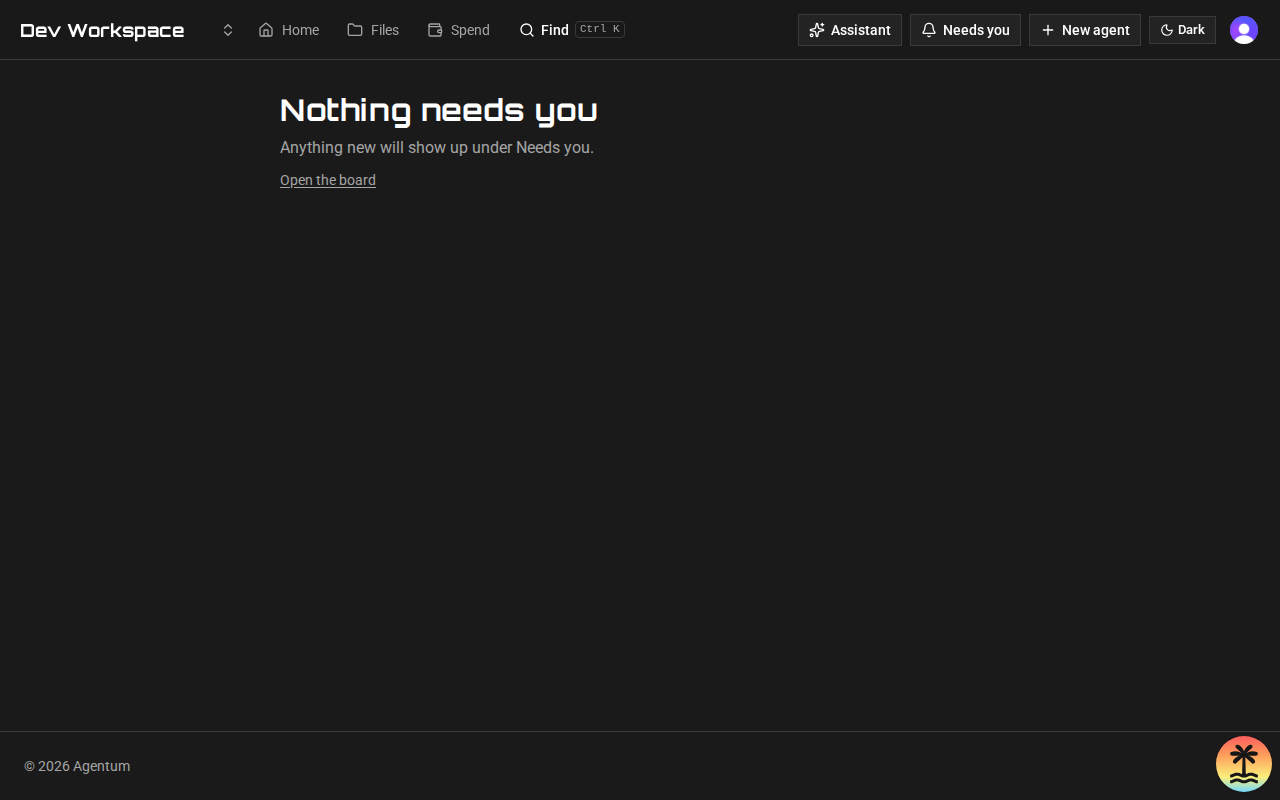 Dev Workspace
Home
Files
Spend
Find Ctrl K
Assistant
Needs you
New agent
Dark
Nothing needs you
Anything new will show up under Needs you.
Open the board
© 2026 Agentum